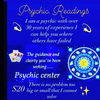 Psychic Readings
I am a psychic with over
30 years of experience I
can help you when
others have failed
The guidance and
clarity you've been
seeking.....
Psychic center
$20
There is no problem too
big or small that I cannot
solve